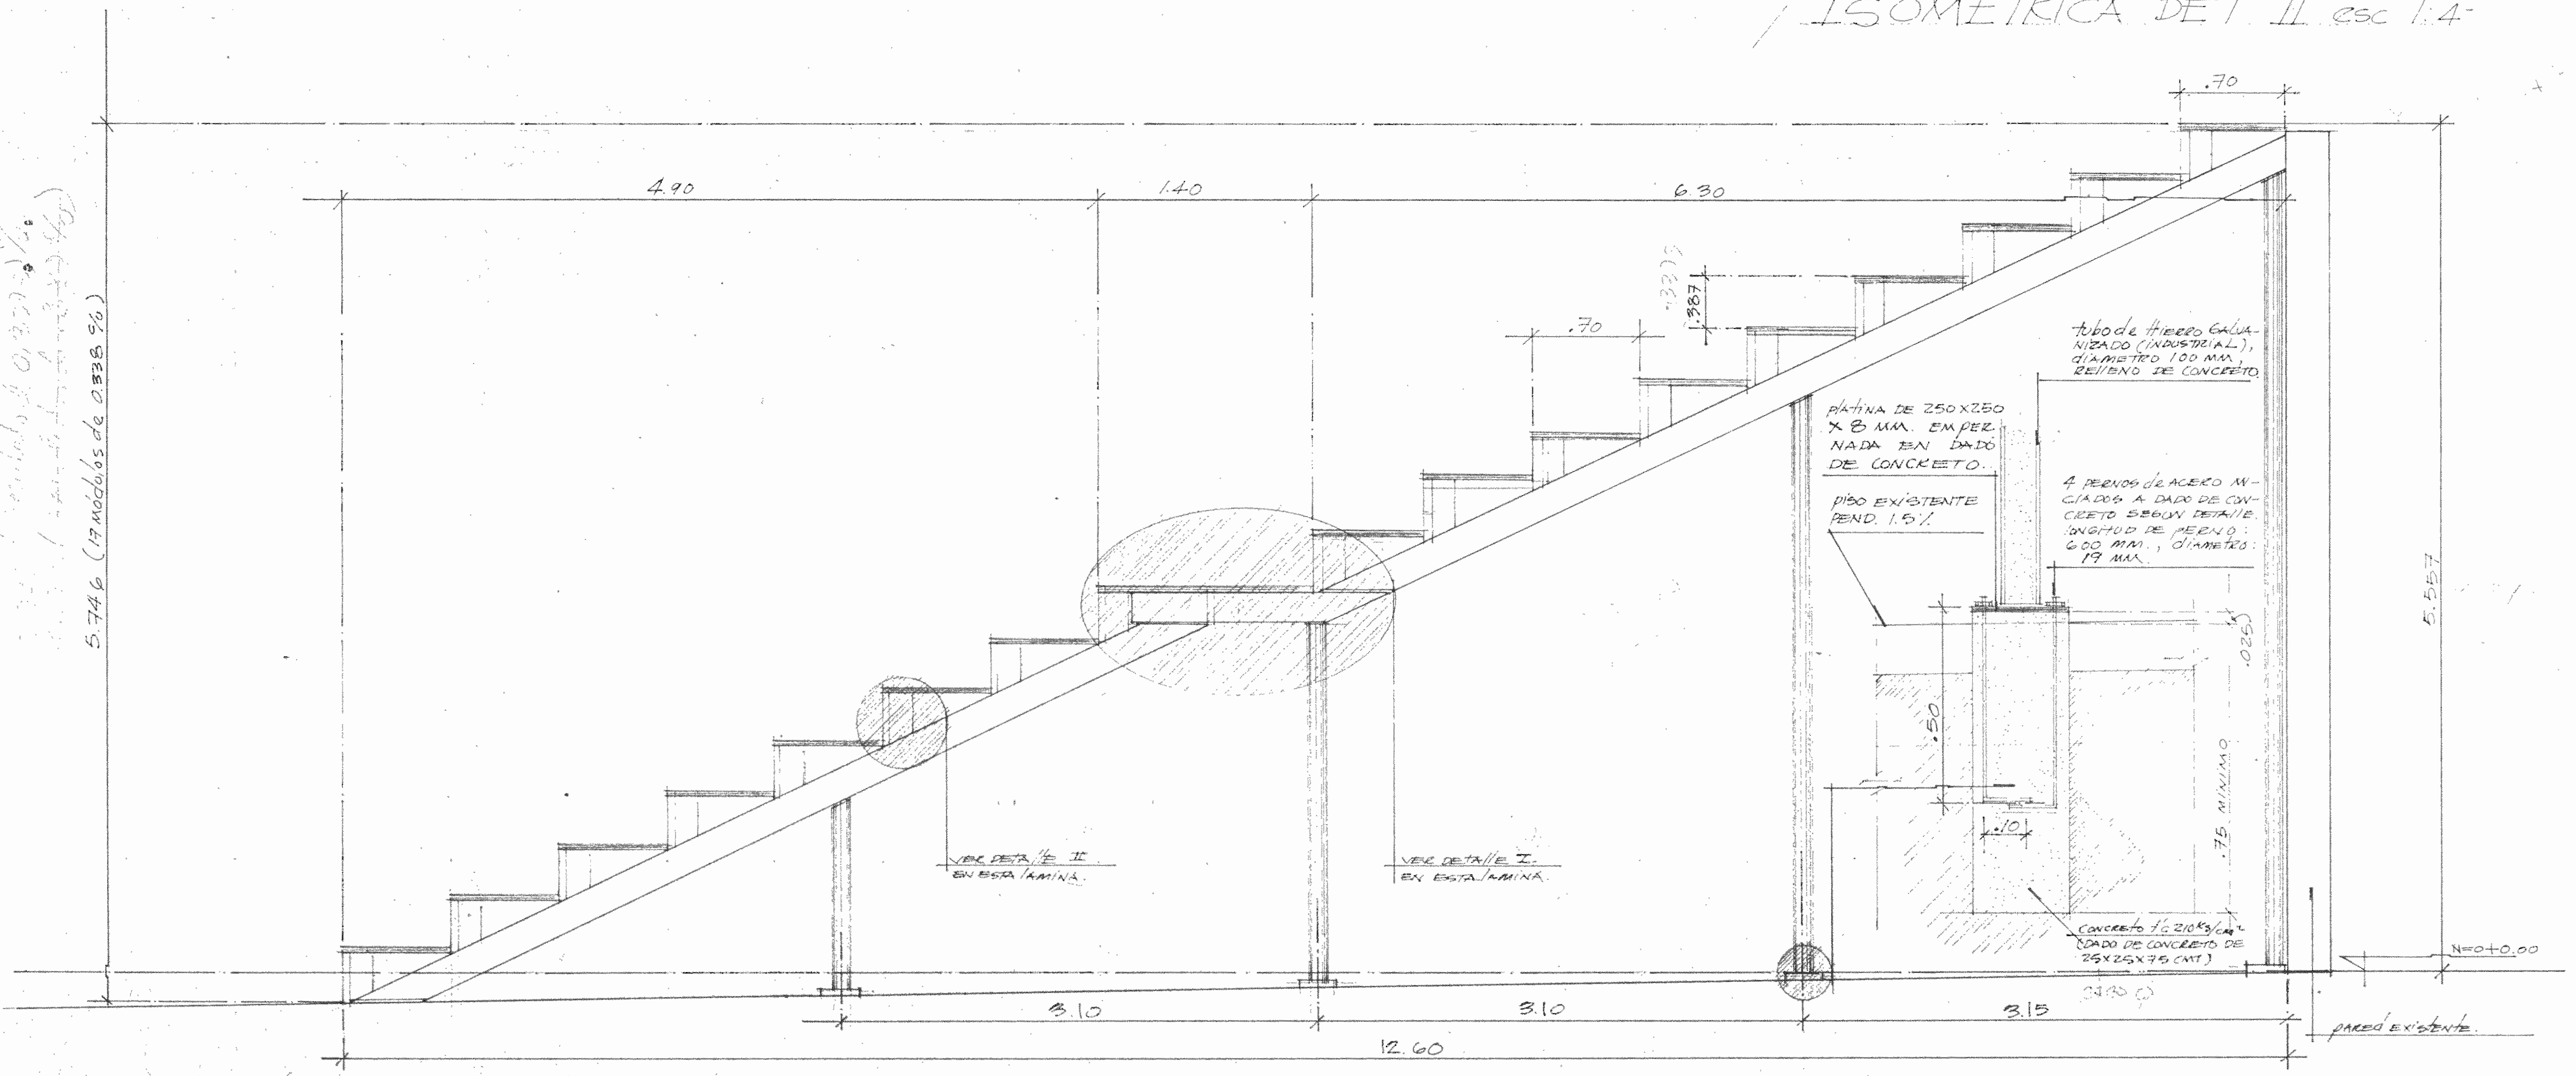 ISOMETRICA DET II esc 1:4
.70
4.90
1.40
6.30
5.746 (17 módulos de 0.338 %)
.387
.70
tubo de HIERRO GALVA-
NIZADO (INDUSTRIAL),
DIAMETRO 100 MM,
RELLENO DE CONCRETO.
PLATINA DE 250X250
X 8 MM. EMPER
NADA EN DADO
DE CONCRETO.
PISO EXISTENTE
PEND. 1.5%
4 PERNOS de ACERO AN-
CLADOS A DADO DE CON-
CRETO SEGUN DETALLE.
LONGITUD DE PERNO:
600 MM., DIAMETRO:
19 MM.
5.557
.025
.50
.75 MINIMO
.10
VER DETALLE II
EN ESTA LAMINA.
VER DETALLE I.
EN ESTA LAMINA.
CONCRETO f'c 210 KG/CM²
(DADO DE CONCRETO DE
25X25X75 CMT)
N=0+0.00
3.10
3.10
3.15
PARED EXISTENTE.
12.60